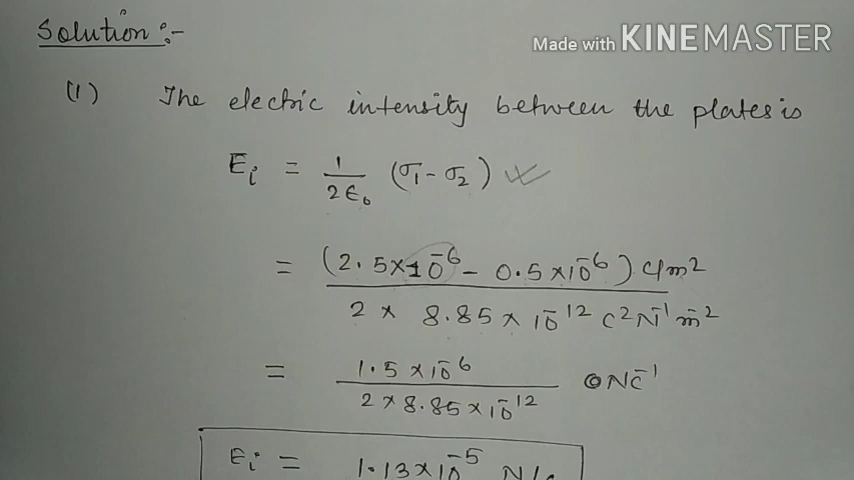 Solution :-
Made with KINEMASTER
(1) The electric intensity between the plates is
Ei = 1/2ϵ₀ (σ₁ - σ₂)
= (2.5×10⁻⁶ - 0.5×10⁻⁶) C/m² / 2 × 8.85 × 10⁻¹² C²N⁻¹m⁻²
= 1.5 × 10⁻⁶ / 2 × 8.85 × 10⁻¹² NC⁻¹
Ei = 1.13×10⁻⁵ N/c